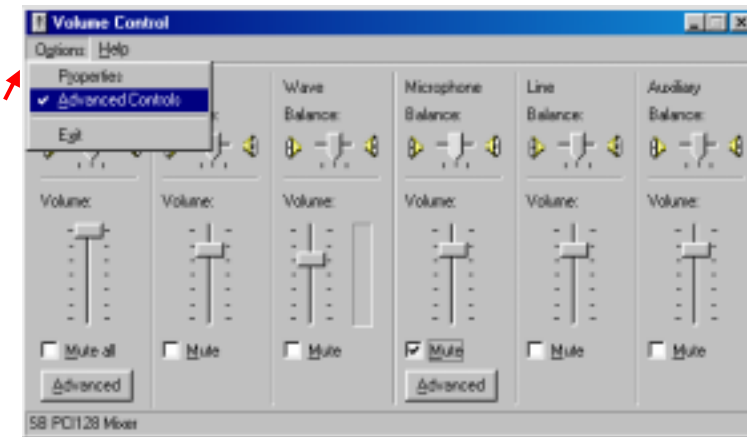 Volume Control
Options Help
Properties
Advanced Controls
Exit
Wave Microphone Line Auxiliary
Balance: Balance: Balance: Balance:
Volume: Volume: Volume: Volume: Volume: Volume:
Mute all Mute Mute Mute Mute Mute
Advanced Advanced
SB PCI128 Mixer